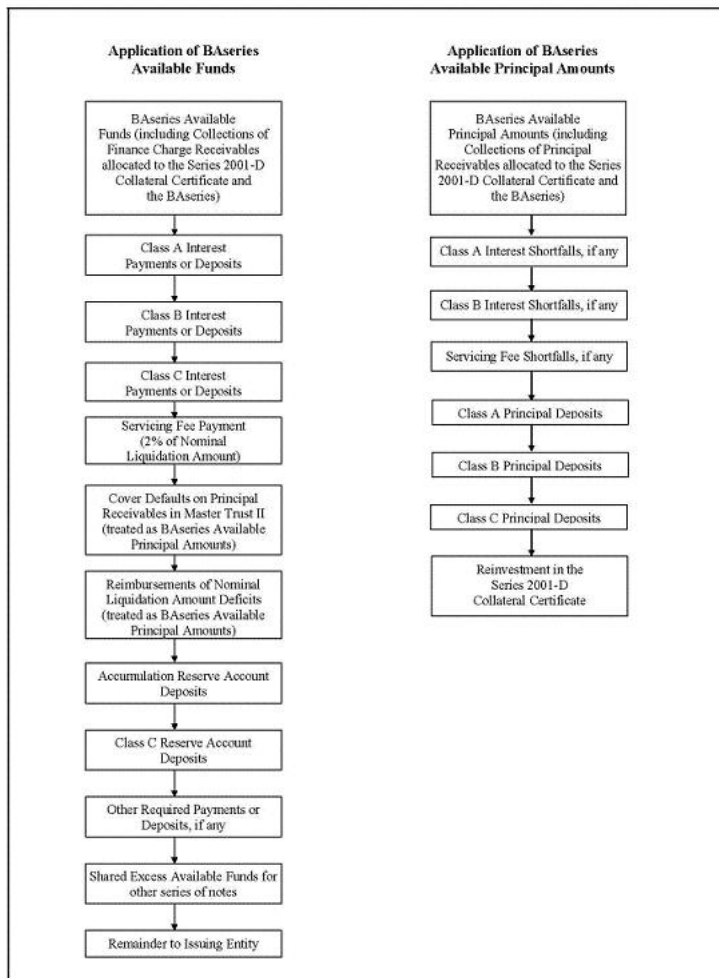 Application of BAseries
Available Funds
BAseries Available
Funds (including Collections of
Finance Charge Receivables
allocated to the Series 2001-D
Collateral Certificate and
the BAseries)
Class A Interest
Payments or Deposits
Class B Interest
Payments or Deposits
Class C Interest
Payments or Deposits
Servicing Fee Payment
(2% of Nominal
Liquidation Amount)
Cover Defaults on Principal
Receivables in Master Trust II
(treated as BAseries Available
Principal Amounts)
Reimbursements of Nominal
Liquidation Amount Deficits
(treated as BAseries Available
Principal Amounts)
Accumulation Reserve Account
Deposits
Class C Reserve Account
Deposits
Other Required Payments or
Deposits, if any
Shared Excess Available Funds for
other series of notes
Remainder to Issuing Entity
Application of BAseries
Available Principal Amounts
BAseries Available
Principal Amounts (including
Collections of Principal
Receivables allocated to the Series
2001-D Collateral Certificate and
the BAseries)
Class A Interest Shortfalls, if any
Class B Interest Shortfalls, if any
Servicing Fee Shortfalls, if any
Class A Principal Deposits
Class B Principal Deposits
Class C Principal Deposits
Reinvestment in the
Series 2001-D
Collateral Certificate